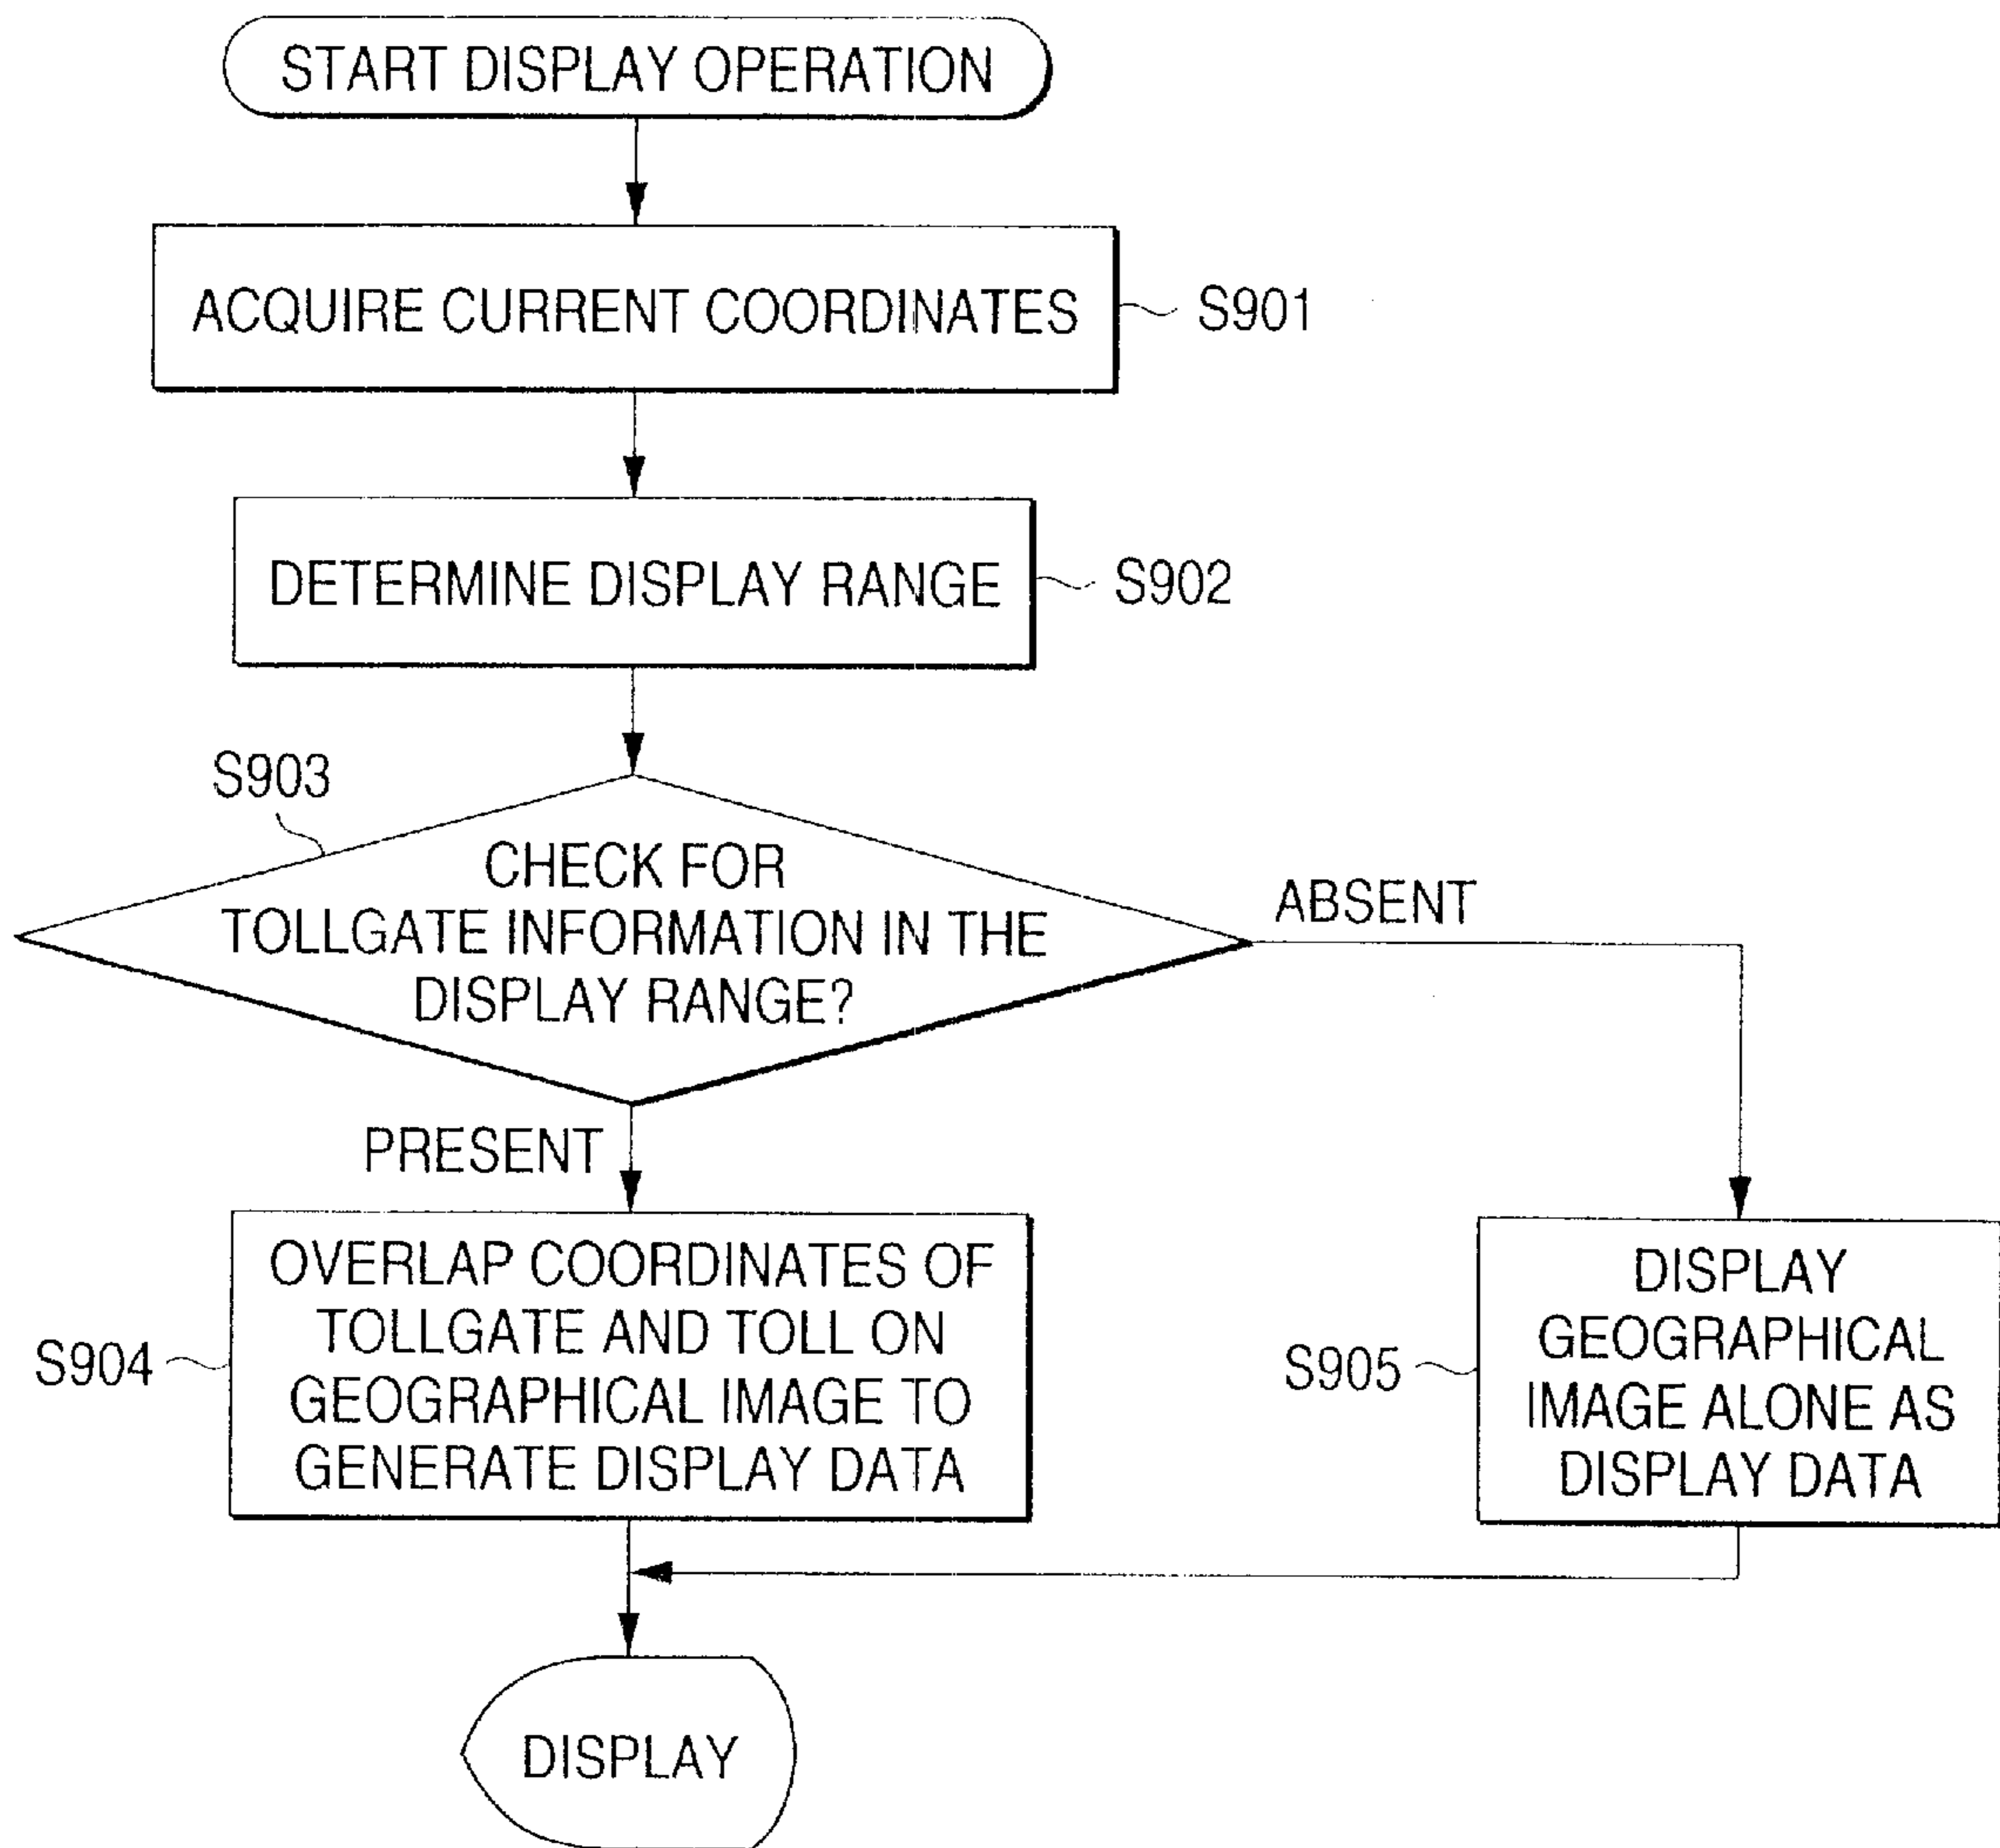 START DISPLAY OPERATION
ACQUIRE CURRENT COORDINATES
S901
DETERMINE DISPLAY RANGE
S902
S903
CHECK FOR
TOLLGATE INFORMATION IN THE
DISPLAY RANGE?
ABSENT
PRESENT
OVERLAP COORDINATES OF
TOLLGATE AND TOLL ON
GEOGRAPHICAL IMAGE TO
GENERATE DISPLAY DATA
S904
DISPLAY
GEOGRAPHICAL
IMAGE ALONE AS
DISPLAY DATA
S905
DISPLAY